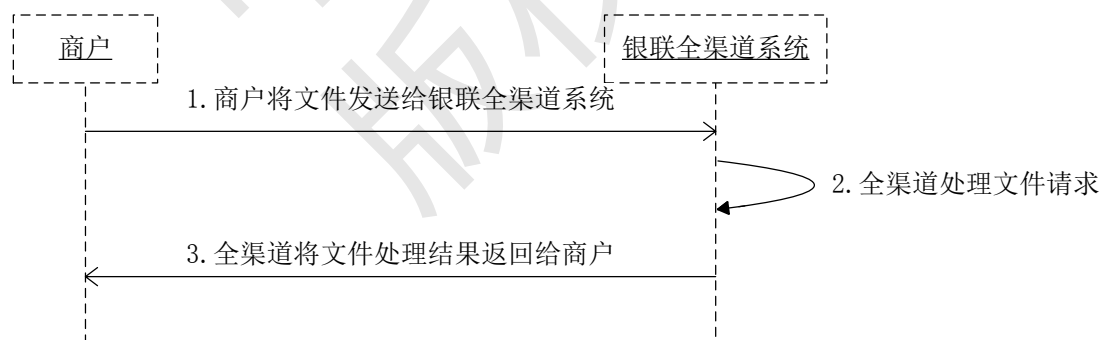 商户
银联全渠道系统
1.商户将文件发送给银联全渠道系统
2.全渠道处理文件请求
3.全渠道将文件处理结果返回给商户
版权